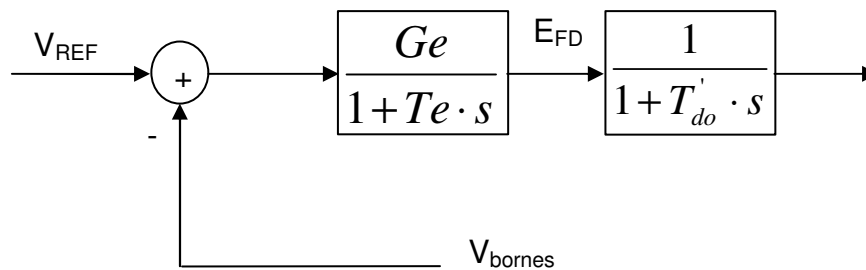 V_REF
+
-
Ge
1 + Te · s
E_FD
1
1 + T'_do · s
V_bornes